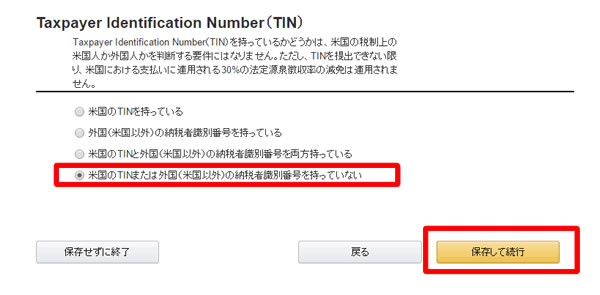 Taxpayer Identification Number（TIN）
Taxpayer Identification Number(TIN)を持っているかどうかは、米国の税制上の
米国人か外国人かを判断する要件にはなりません。ただし、TINを提出できない限
り、米国における支払いに適用される30%の法定源泉徴収率の減免は適用されま
せん。
米国のTINを持っている
外国（米国以外）の納税者識別番号を持っている
米国のTINと外国（米国以外）の納税者識別番号を両方持っている
米国のTINまたは外国（米国以外）の納税者識別番号を持っていない
保存せずに終了
戻る
保存して続行